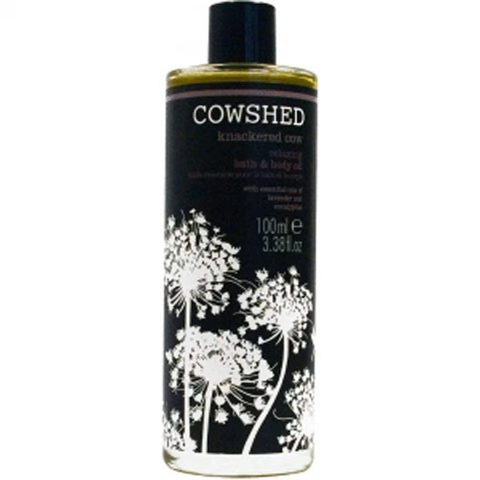 COWSHED
knackered cow
relaxing
bath & body oil
with essential oils of
lavender and
eucalyptus
100ml e
3.38fl.oz